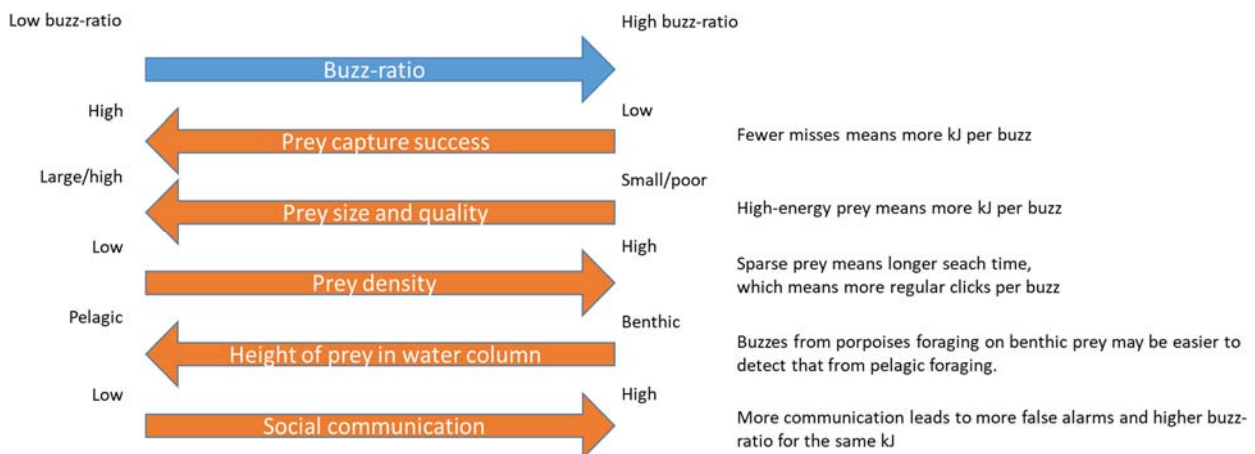 Low buzz-ratio
High buzz-ratio
Buzz-ratio
High
Low
Prey capture success
Fewer misses means more kJ per buzz
Large/high
Small/poor
Prey size and quality
High-energy prey means more kJ per buzz
Low
High
Prey density
Sparse prey means longer seach time,
which means more regular clicks per buzz
Pelagic
Benthic
Height of prey in water column
Buzzes from porpoises foraging on benthic prey may be easier to
detect that from pelagic foraging.
Low
High
Social communication
More communication leads to more false alarms and higher buzz-
ratio for the same kJ